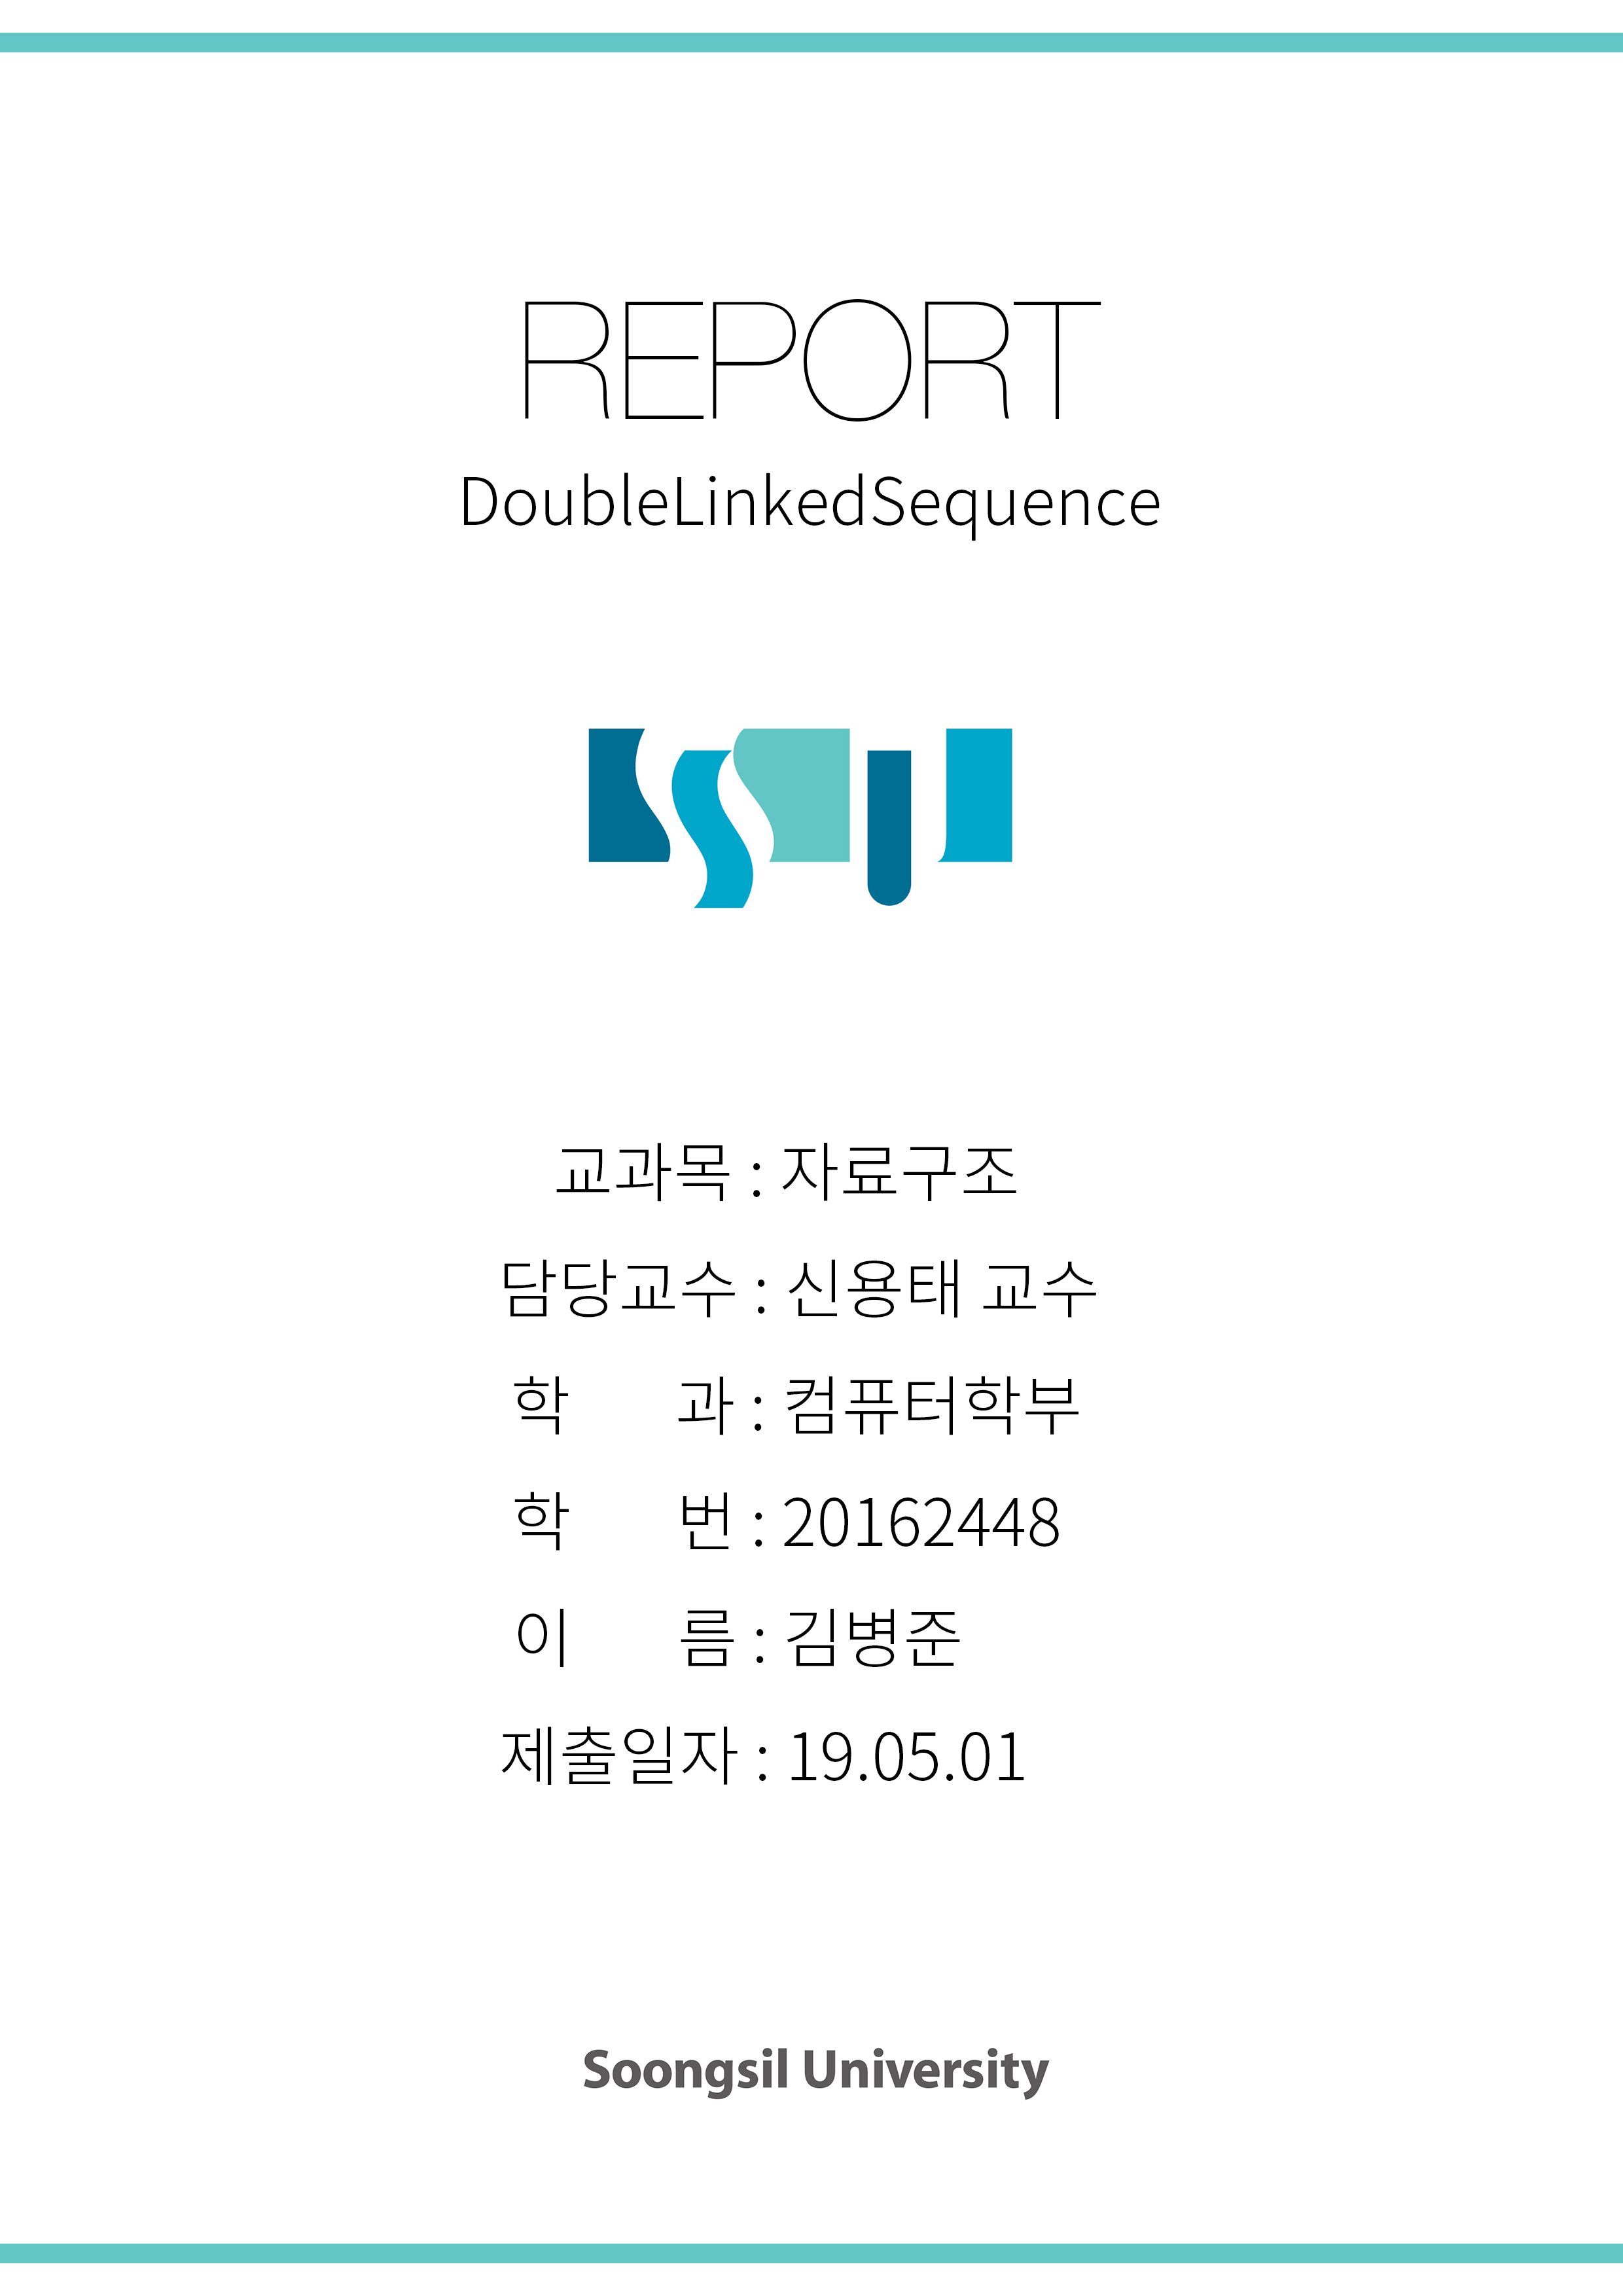 REPORT
DoubleLinkedSequence
교과목 : 자료구조
담당교수 : 신용태 교수
학 과 : 컴퓨터학부
학 번 : 20162448
이 름 : 김병준
제출일자 : 19.05.01
Soongsil University